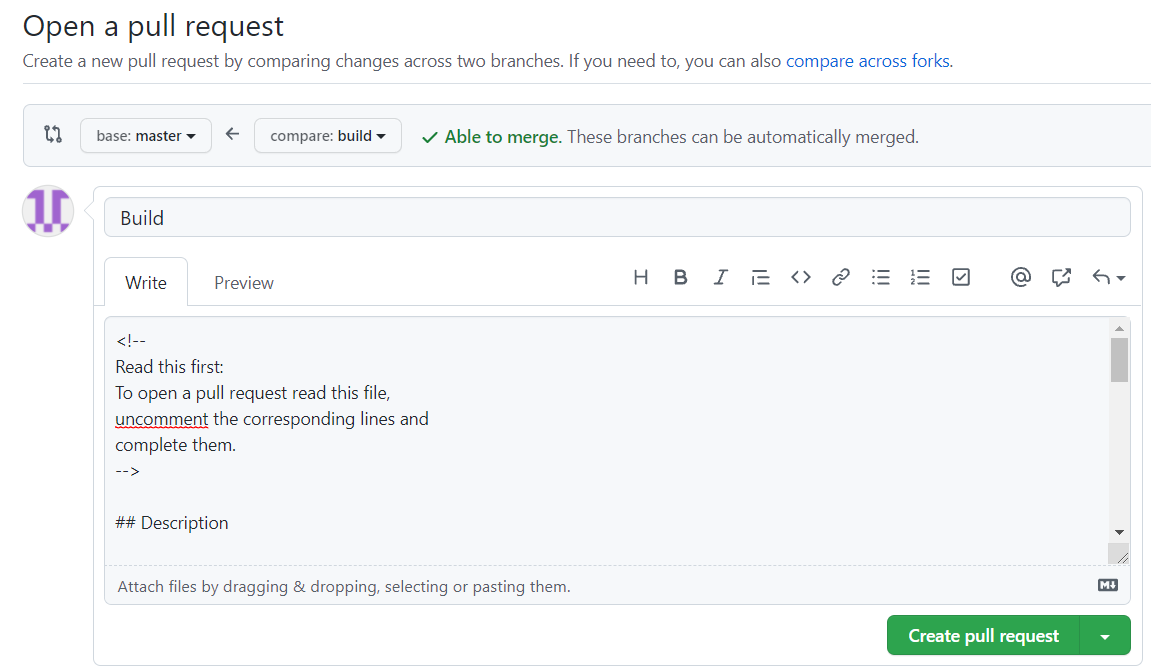 Open a pull request
Create a new pull request by comparing changes across two branches. If you need to, you can also compare across forks.
base: master
compare: build
Able to merge. These branches can be automatically merged.
Build
Write
Preview
<!--
Read this first:
To open a pull request read this file,
uncomment the corresponding lines and
complete them.
-->
## Description
Attach files by dragging & dropping, selecting or pasting them.
Create pull request